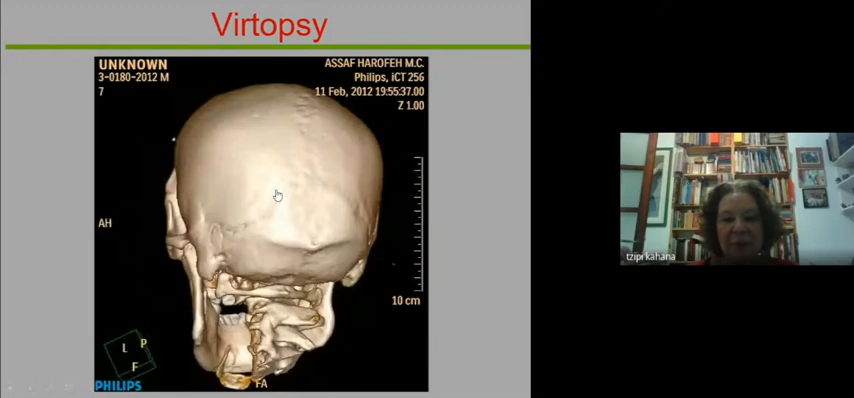 Virtopsy
UNKNOWN
3-0180-2012 M
7
ASSAF HAROFEH M.C.
Philips, iCT 256
11 Feb, 2012 19:55:37.00
Z 1.00
AH
10 cm
L P
F
PHILIPS
FA
tzipi kahana